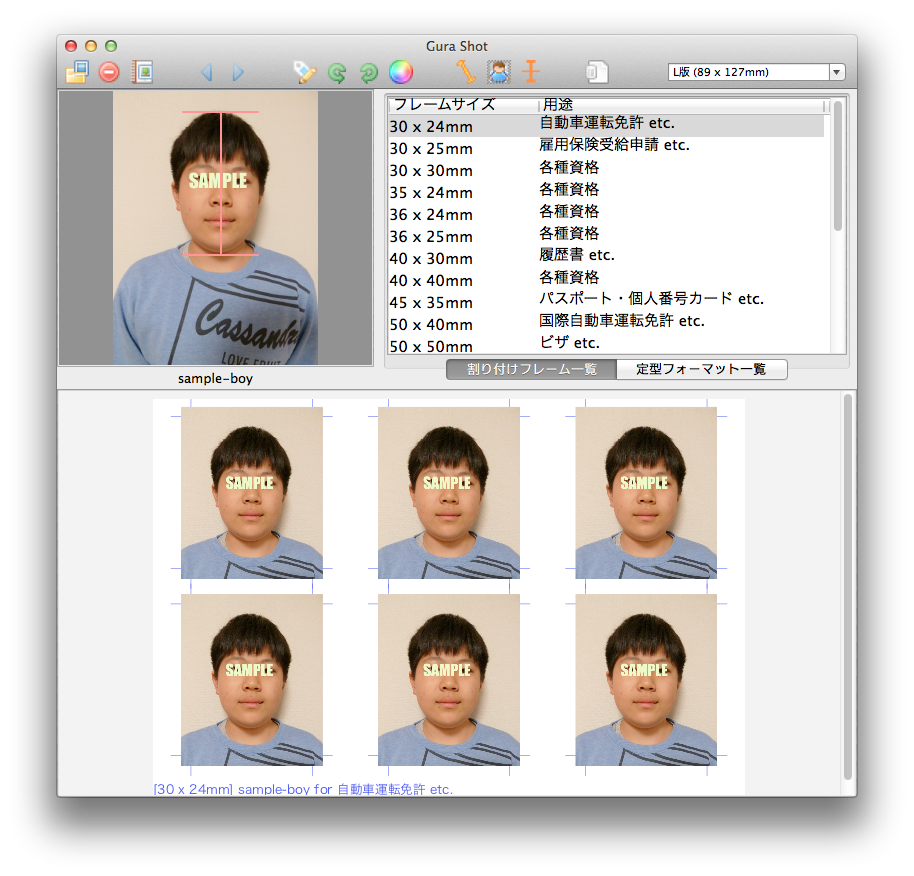 Gura Shot
L版 (89 x 127mm)
フレームサイズ 用途
30 x 24mm 自動車運転免許 etc.
30 x 25mm 雇用保険受給申請 etc.
30 x 30mm 各種資格
35 x 24mm 各種資格
36 x 24mm 各種資格
36 x 25mm 各種資格
40 x 30mm 履歴書 etc.
40 x 40mm 各種資格
45 x 35mm パスポート・個人番号カード etc.
50 x 40mm 国際自動車運転免許 etc.
50 x 50mm ビザ etc.
SAMPLE
Cassandra
LOVE FRUIT
sample-boy
割り付けフレーム一覧 定型フォーマット一覧
SAMPLE SAMPLE SAMPLE
SAMPLE SAMPLE SAMPLE
[30 x 24mm] sample-boy for 自動車運転免許 etc.